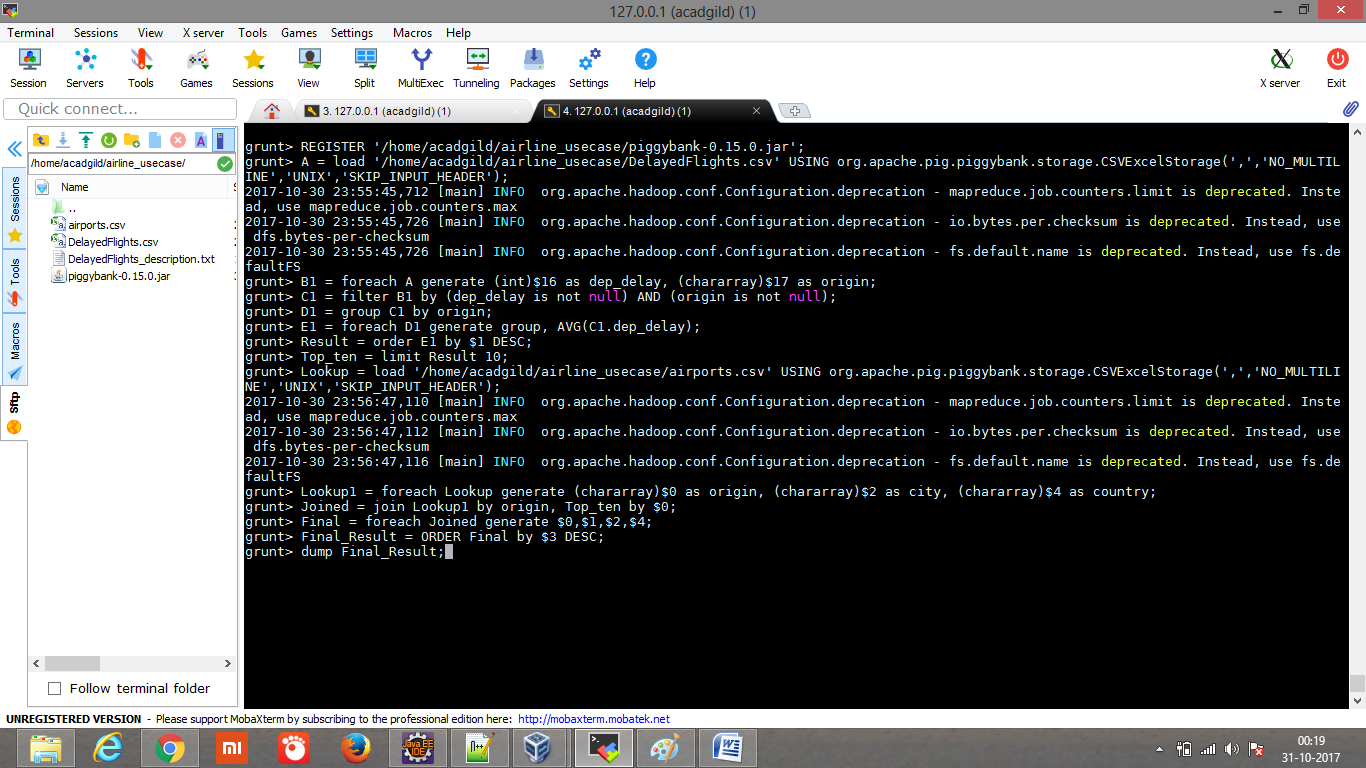 127.0.0.1 (acadgild) (1)
Terminal Sessions View X server Tools Games Settings Macros Help
Session Servers Tools Games Sessions View Split MultiExec Tunneling Packages Settings Help X server Exit
Quick connect...
3. 127.0.0.1 (acadgild) (1)
4. 127.0.0.1 (acadgild) (1)
/home/acadgild/airline_usecase/
Sessions
Tools
Macros
Sftp
Name S
..
airports.csv 2
DelayedFlights.csv 2
DelayedFlights_description.txt
piggybank-0.15.0.jar 3
Follow terminal folder
grunt> REGISTER '/home/acadgild/airline_usecase/piggybank-0.15.0.jar';
grunt> A = load '/home/acadgild/airline_usecase/DelayedFlights.csv' USING org.apache.pig.piggybank.storage.CSVExcelStorage(',','NO_MULTIL
INE','UNIX','SKIP_INPUT_HEADER');
2017-10-30 23:55:45,712 [main] INFO  org.apache.hadoop.conf.Configuration.deprecation - mapreduce.job.counters.limit is deprecated. Inste
ad, use mapreduce.job.counters.max
2017-10-30 23:55:45,726 [main] INFO  org.apache.hadoop.conf.Configuration.deprecation - io.bytes.per.checksum is deprecated. Instead, use
 dfs.bytes-per-checksum
2017-10-30 23:55:45,726 [main] INFO  org.apache.hadoop.conf.Configuration.deprecation - fs.default.name is deprecated. Instead, use fs.de
faultFS
grunt> B1 = foreach A generate (int)$16 as dep_delay, (chararray)$17 as origin;
grunt> C1 = filter B1 by (dep_delay is not null) AND (origin is not null);
grunt> D1 = group C1 by origin;
grunt> E1 = foreach D1 generate group, AVG(C1.dep_delay);
grunt> Result = order E1 by $1 DESC;
grunt> Top_ten = limit Result 10;
grunt> Lookup = load '/home/acadgild/airline_usecase/airports.csv' USING org.apache.pig.piggybank.storage.CSVExcelStorage(',','NO_MULTILI
NE','UNIX','SKIP_INPUT_HEADER');
2017-10-30 23:56:47,110 [main] INFO  org.apache.hadoop.conf.Configuration.deprecation - mapreduce.job.counters.limit is deprecated. Inste
ad, use mapreduce.job.counters.max
2017-10-30 23:56:47,112 [main] INFO  org.apache.hadoop.conf.Configuration.deprecation - io.bytes.per.checksum is deprecated. Instead, use
 dfs.bytes-per-checksum
2017-10-30 23:56:47,116 [main] INFO  org.apache.hadoop.conf.Configuration.deprecation - fs.default.name is deprecated. Instead, use fs.de
faultFS
grunt> Lookup1 = foreach Lookup generate (chararray)$0 as origin, (chararray)$2 as city, (chararray)$4 as country;
grunt> Joined = join Lookup1 by origin, Top_ten by $0;
grunt> Final = foreach Joined generate $0,$1,$2,$4;
grunt> Final_Result = ORDER Final by $3 DESC;
grunt> dump Final_Result;
UNREGISTERED VERSION - Please support MobaXterm by subscribing to the professional edition here: http://mobaxterm.mobatek.net
mi
Java EE
IDE
00:19
31-10-2017